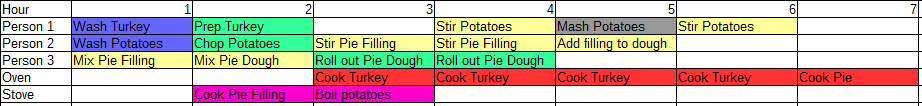 Hour 1 2 3 4 5 6 7
Person 1 Wash Turkey Prep Turkey Stir Potatoes Mash Potatoes Stir Potatoes
Person 2 Wash Potatoes Chop Potatoes Stir Pie Filling Stir Pie Filling Add filling to dough
Person 3 Mix Pie Filling Mix Pie Dough Roll out Pie Dough Roll out Pie Dough
Oven Cook Turkey Cook Turkey Cook Turkey Cook Turkey Cook Pie
Stove Cook Pie Filling Boil potatoes